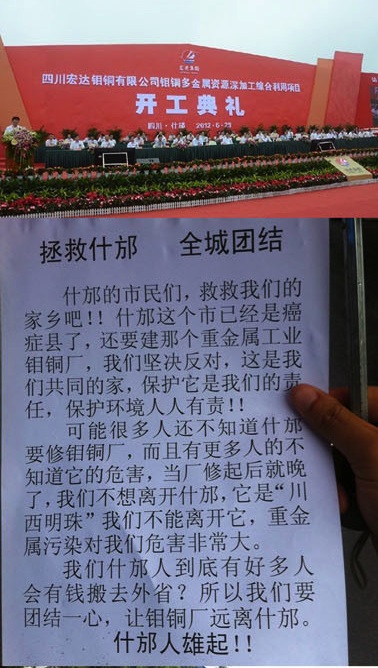 四川宏达钼铜有限公司钼铜多金属资源深加工综合利用项目
开工典礼
四川·什邡 2012·6·29
拯救什邡 全城团结
什邡的市民们，救救我们的
家乡吧!! 什邡这个市已经是癌
症县了，还要建那个重金属工业
钼铜厂，我们坚决反对，这是我
们共同的家，保护它是我们的责
任，保护环境人人有责!!
可能很多人还不知道什邡
要修钼铜厂，而且有更多人的不
知道它的危害，当厂修起后就晚
了，我们不想离开什邡，它是“川
西明珠”我们不能离开它，重金
属污染对我们危害非常大。
我们什邡人到底有好多人
会有钱搬去外省？所以我们要
团结一心，让钼铜厂远离什邡。
什邡人雄起!!